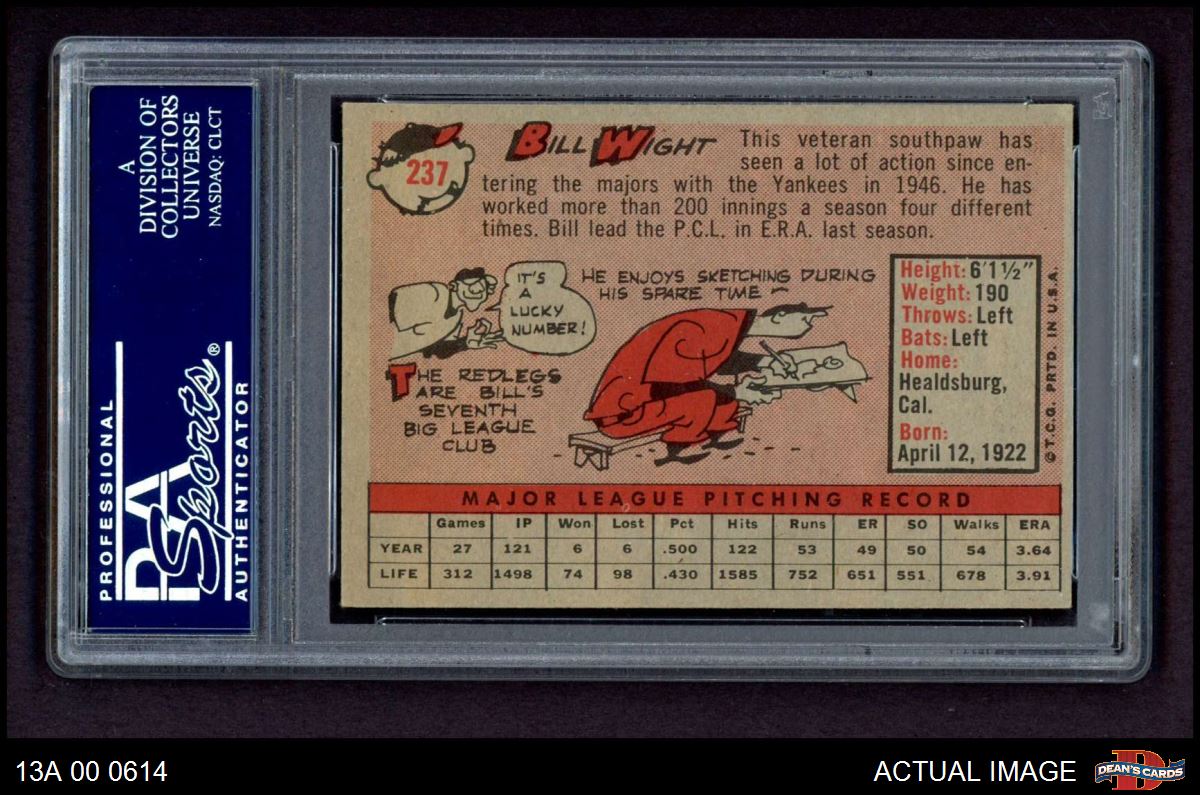 A
DIVISION OF
COLLECTORS
UNIVERSE
NASDAQ: CLCT
PROFESSIONAL
PSA
Sports®
AUTHENTICATOR
237
BILL WIGHT
This veteran southpaw has
seen a lot of action since en-
tering the majors with the Yankees in 1946. He has
worked more than 200 innings a season four different
times. Bill lead the P.C.L. in E.R.A. last season.
IT'S
A
LUCKY
NUMBER!
THE REDLEGS
ARE BILL'S
SEVENTH
BIG LEAGUE
CLUB
HE ENJOYS SKETCHING DURING
HIS SPARE TIME
Height: 6'1½"
Weight: 190
Throws: Left
Bats: Left
Home:
Healdsburg,
Cal.
Born:
April 12, 1922
© T.C.G. PRTD. IN U.S.A.
MAJOR LEAGUE PITCHING RECORD
Games IP Won Lost Pct Hits Runs ER SO Walks ERA
YEAR 27 121 6 6 .500 122 53 49 50 54 3.64
LIFE 312 1498 74 98 .430 1585 752 651 551 678 3.91
13A 00 0614
ACTUAL IMAGE
D
DEAN'S CARDS